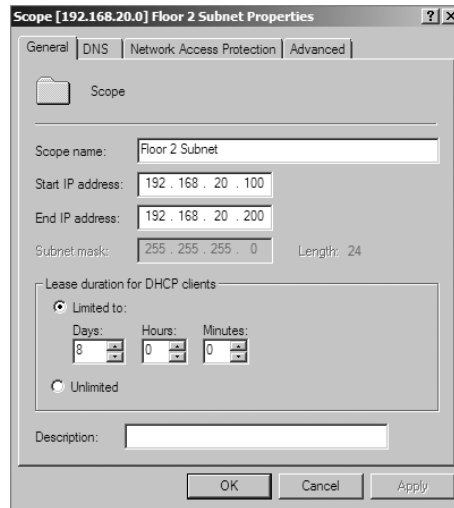 Scope [192.168.20.0] Floor 2 Subnet Properties
General DNS Network Access Protection Advanced
Scope
Scope name: Floor 2 Subnet
Start IP address: 192 . 168 . 20 . 100
End IP address: 192 . 168 . 20 . 200
Subnet mask: 255 . 255 . 255 . 0 Length: 24
Lease duration for DHCP clients
Limited to:
Days: Hours: Minutes:
8 0 0
Unlimited
Description:
OK Cancel Apply